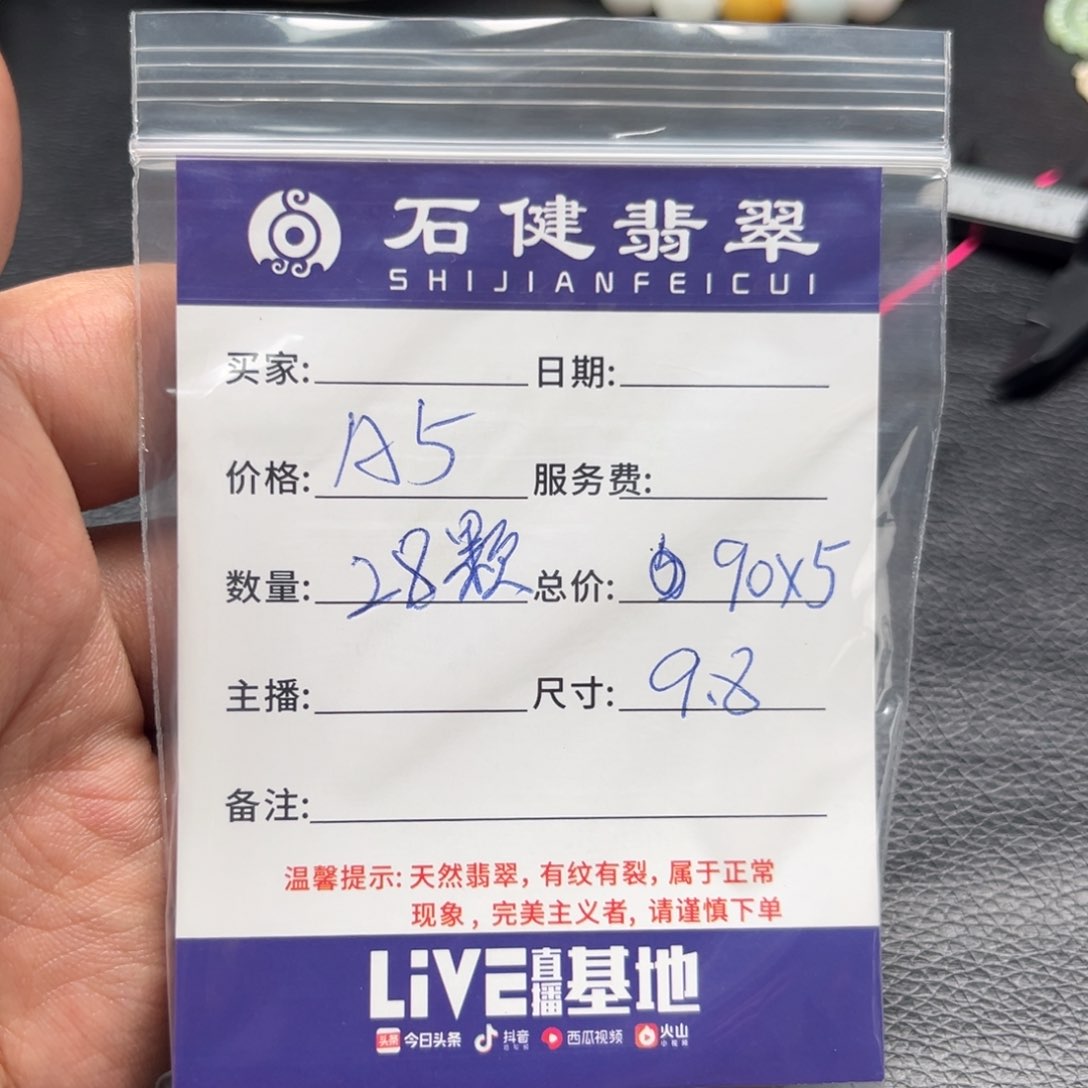 石健翡翠
SHIJIANFEICUI
买家: 日期:
价格: A5 服务费:
数量: 28颗 总价: 90x5
主播: 尺寸: 9.8
备注:
温馨提示: 天然翡翠, 有纹有裂, 属于正常
现象, 完美主义者, 请谨慎下单
LiVE直播基地
头条 今日头条 抖音 西瓜视频 火山